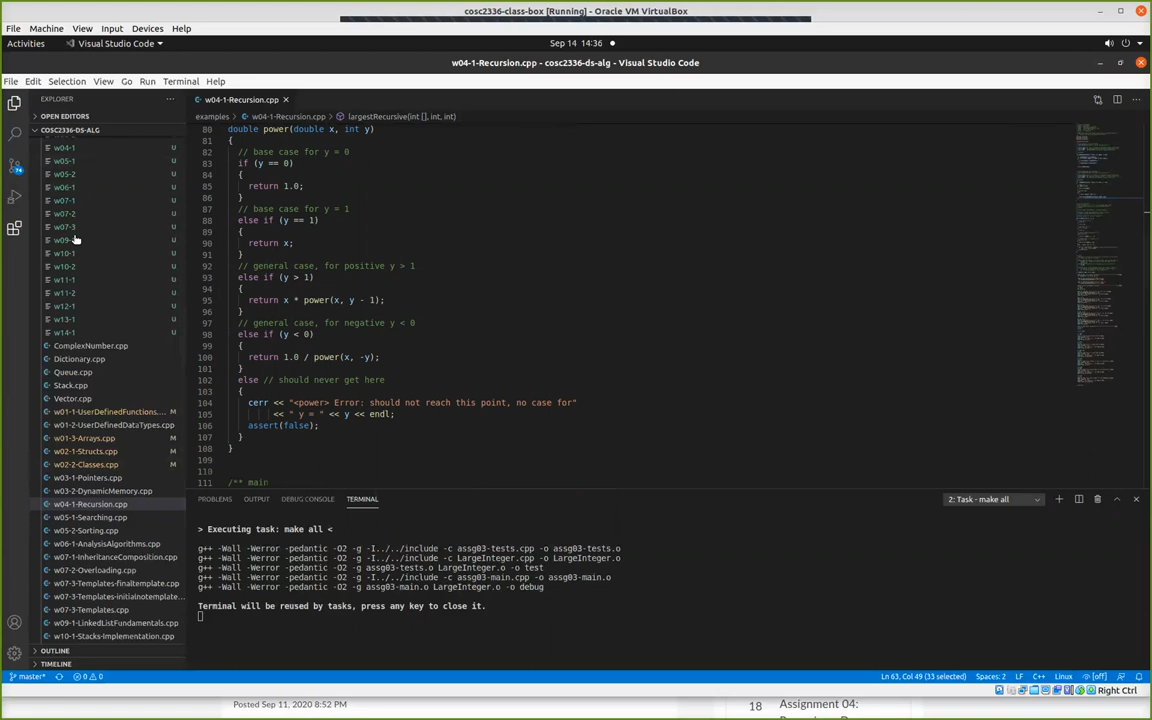 cosc2336-class-box [Running] - Oracle VM VirtualBox
File Machine View Input Devices Help
Activities Visual Studio Code Sep 14 14:36
w04-1-Recursion.cpp - cosc2336-ds-alg - Visual Studio Code
File Edit Selection View Go Run Terminal Help
EXPLORER
OPEN EDITORS
COSC2336-DS-ALG
w04-1 U
w05-1 U
w05-2 U
w06-1 U
w07-1 U
w07-2 U
w07-3 U
w09- U
w10-1 U
w10-2 U
w11-1 U
w11-2 U
w12-1 U
w13-1 U
w14-1 U
ComplexNumber.cpp
Dictionary.cpp
Queue.cpp
Stack.cpp
Vector.cpp
w01-1-UserDefinedFunctions.... M
w01-2-UserDefinedDataTypes.cpp
w01-3-Arrays.cpp M
w02-1-Structs.cpp M
w02-2-Classes.cpp M
w03-1-Pointers.cpp
w03-2-DynamicMemory.cpp
w04-1-Recursion.cpp
w05-1-Searching.cpp
w05-2-Sorting.cpp
w06-1-AnalysisAlgorithms.cpp
w07-1-InheritanceComposition.cpp
w07-2-Overloading.cpp
w07-3-Templates-finaltemplate.cpp
w07-3-Templates-initialnotemplate...
w07-3-Templates.cpp
w09-1-LinkedListFundamentals.cpp
w10-1-Stacks-Implementation.cpp
OUTLINE
TIMELINE
w04-1-Recursion.cpp
examples > w04-1-Recursion.cpp > largestRecursive(int [], int, int)
80 double power(double x, int y)
81 {
82 // base case for y = 0
83 if (y == 0)
84 {
85 return 1.0;
86 }
87 // base case for y = 1
88 else if (y == 1)
89 {
90 return x;
91 }
92 // general case, for positive y > 1
93 else if (y > 1)
94 {
95 return x * power(x, y - 1);
96 }
97 // general case, for negative y < 0
98 else if (y < 0)
99 {
100 return 1.0 / power(x, -y);
101 }
102 else // should never get here
103 {
104 cerr << "<power> Error: should not reach this point, no case for"
105 << " y = " << y << endl;
106 assert(false);
107 }
108 }
109
110
111 /** main
PROBLEMS OUTPUT DEBUG CONSOLE TERMINAL 2: Task - make all
> Executing task: make all <
g++ -Wall -Werror -pedantic -O2 -g -I../../include -c assg03-tests.cpp -o assg03-tests.o
g++ -Wall -Werror -pedantic -O2 -g -I../../include -c LargeInteger.cpp -o LargeInteger.o
g++ -Wall -Werror -pedantic -O2 -g assg03-tests.o LargeInteger.o -o test
g++ -Wall -Werror -pedantic -O2 -g -I../../include -c assg03-main.cpp -o assg03-main.o
g++ -Wall -Werror -pedantic -O2 -g assg03-main.o LargeInteger.o -o debug
Terminal will be reused by tasks, press any key to close it.
master* 0 0 Ln 63, Col 49 (33 selected) Spaces: 2 LF C++ Linux [off]
Right Ctrl
Posted Sep 11, 2020 8:52 PM
18 Assignment 04: